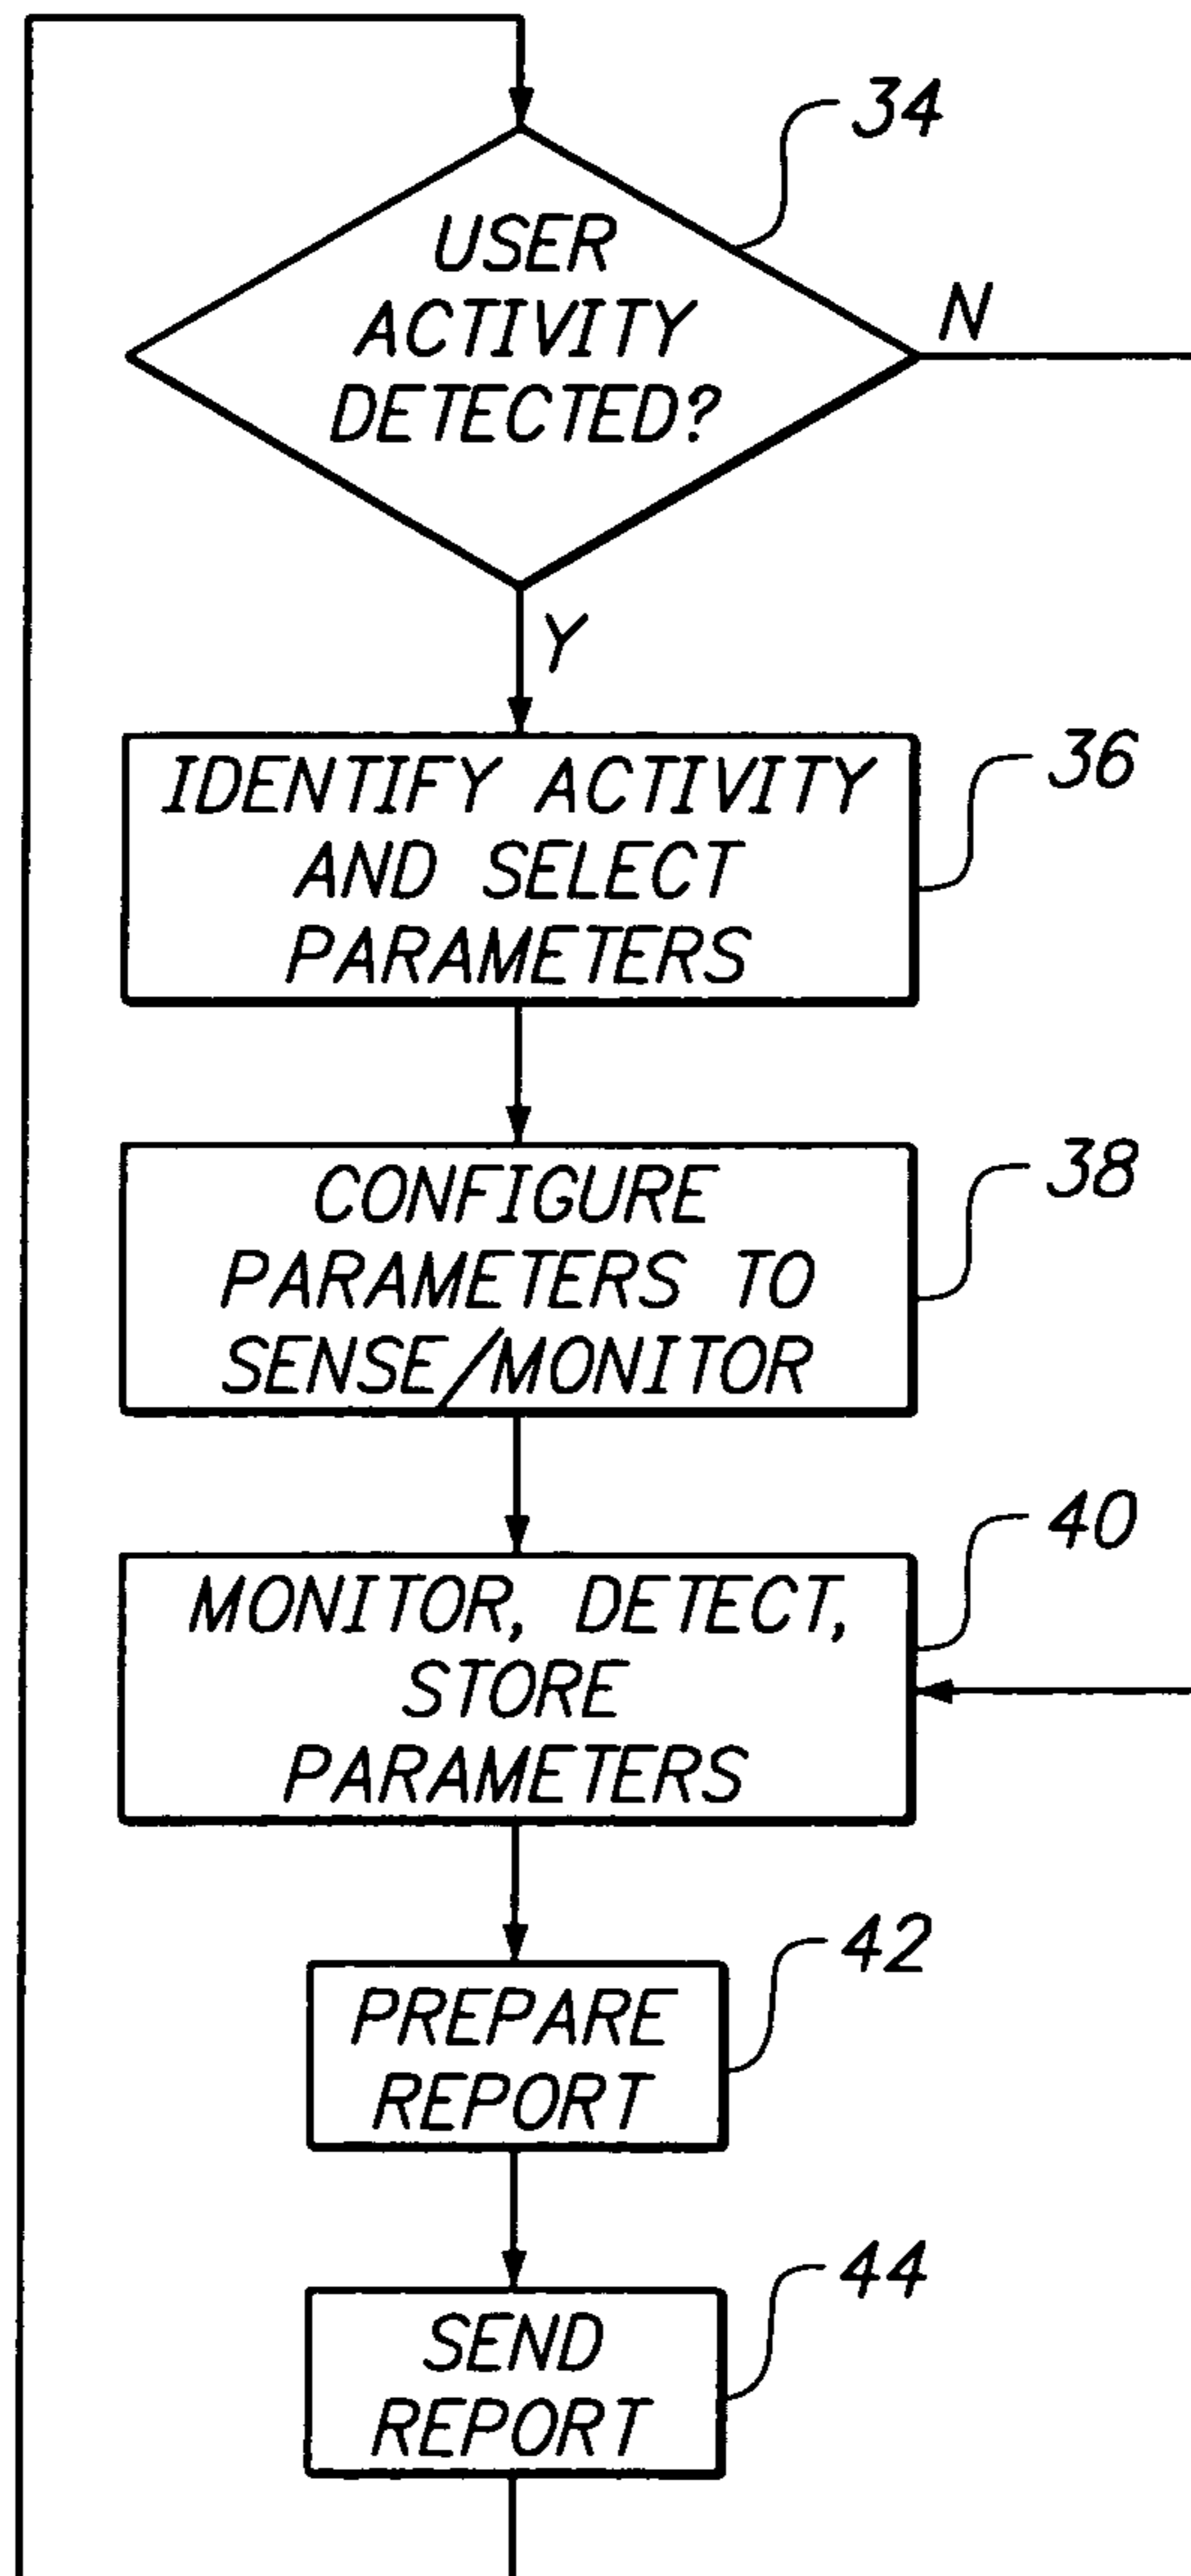 34
USER
ACTIVITY
DETECTED?
N
Y
IDENTIFY ACTIVITY
AND SELECT
PARAMETERS
36
CONFIGURE
PARAMETERS TO
SENSE/MONITOR
38
MONITOR, DETECT,
STORE
PARAMETERS
40
PREPARE
REPORT
42
SEND
REPORT
44